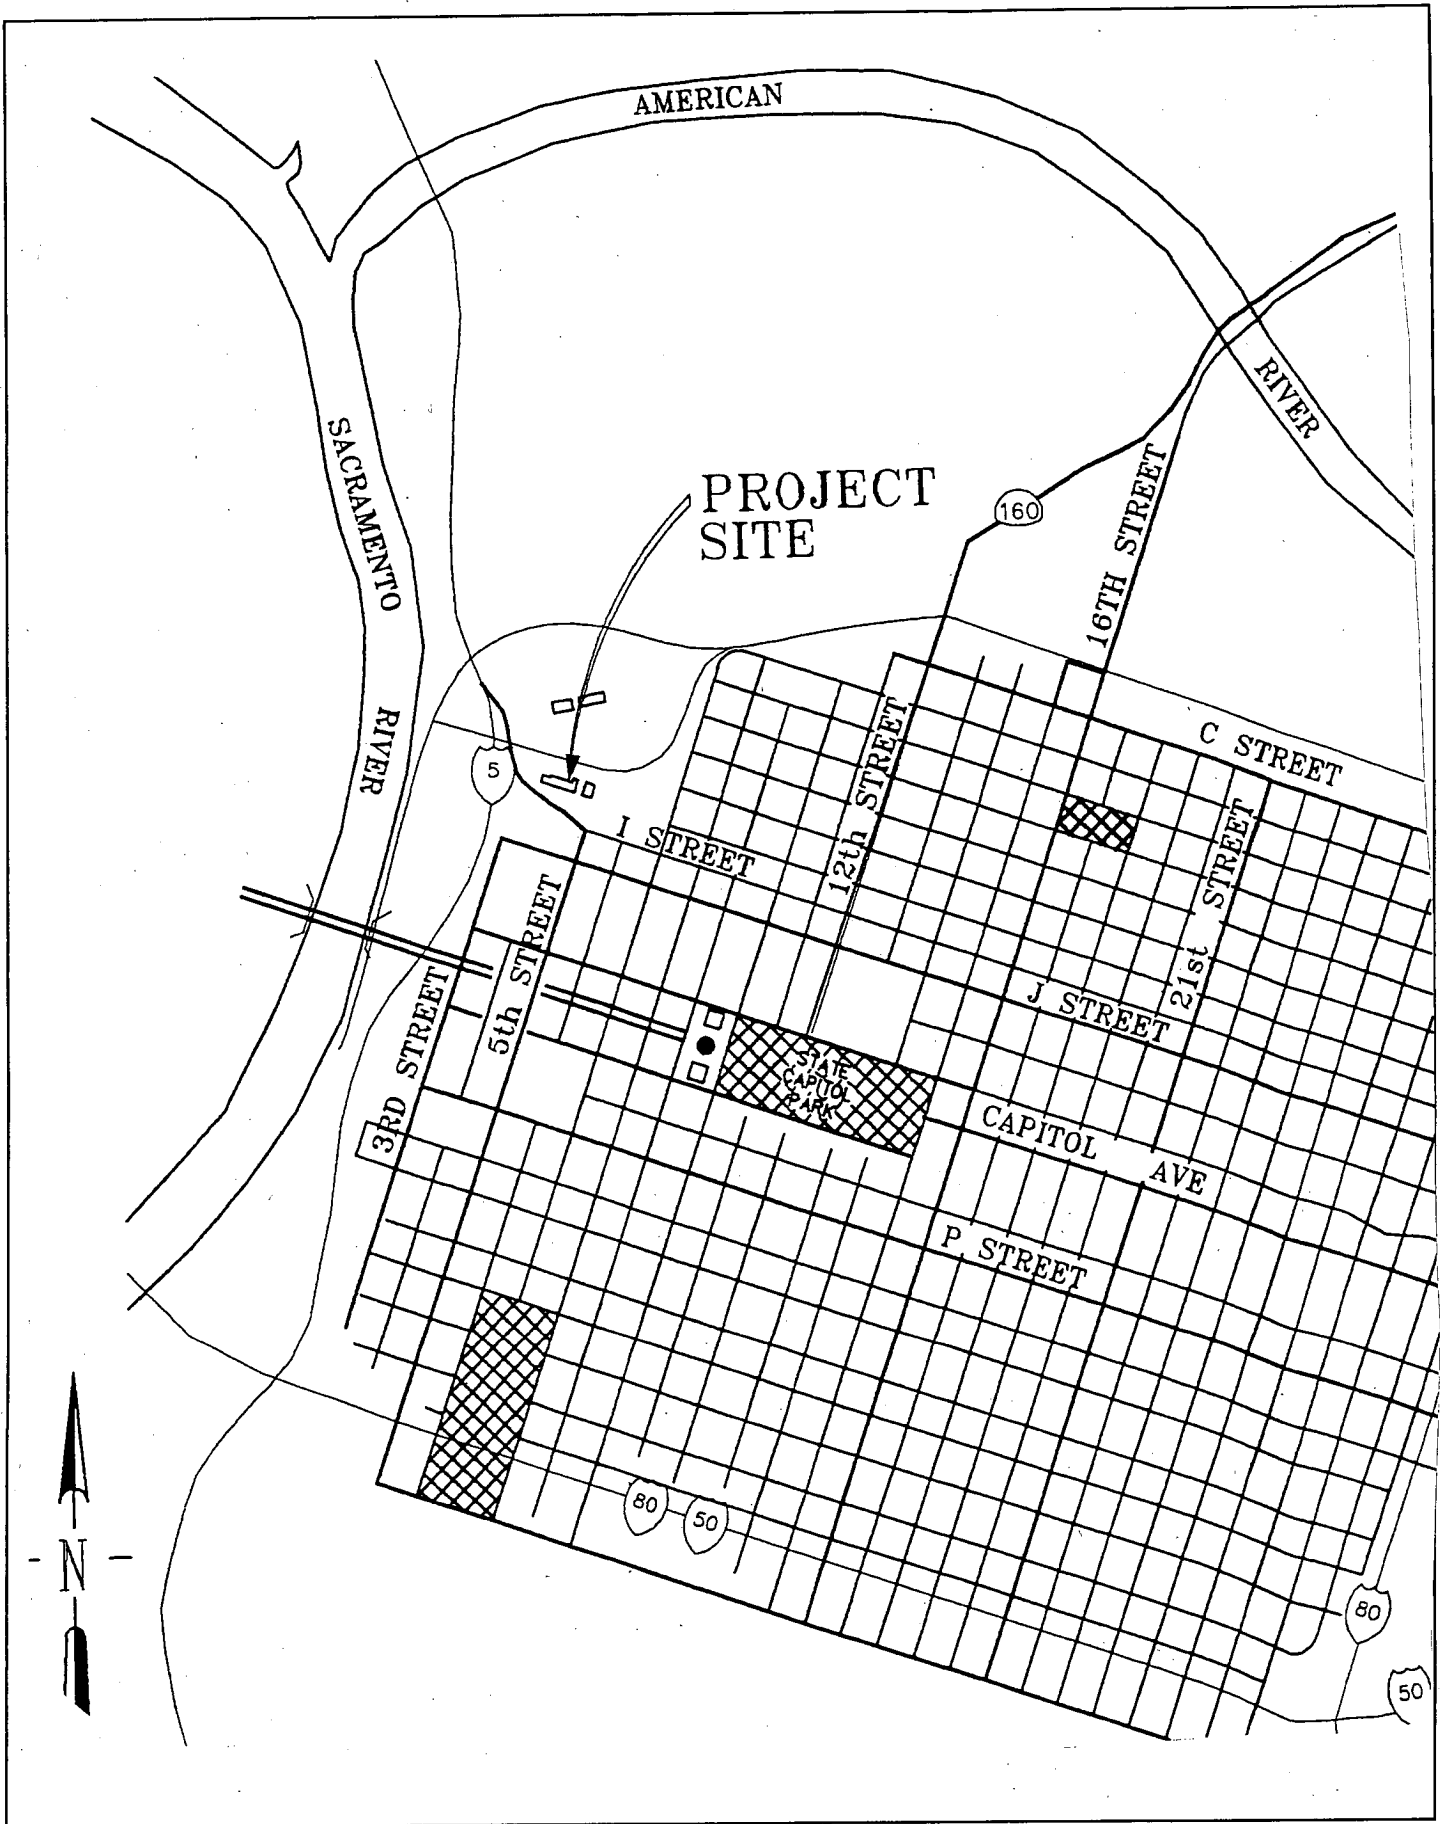 AMERICAN
RIVER
SACRAMENTO
RIVER
PROJECT
SITE
160
16TH STREET
C STREET
5
I STREET
12th STREET
21st STREET
5th STREET
3RD STREET
J STREET
STATE
CAPITOL
PARK
CAPITOL AVE
P STREET
80
50
80
50
- N -